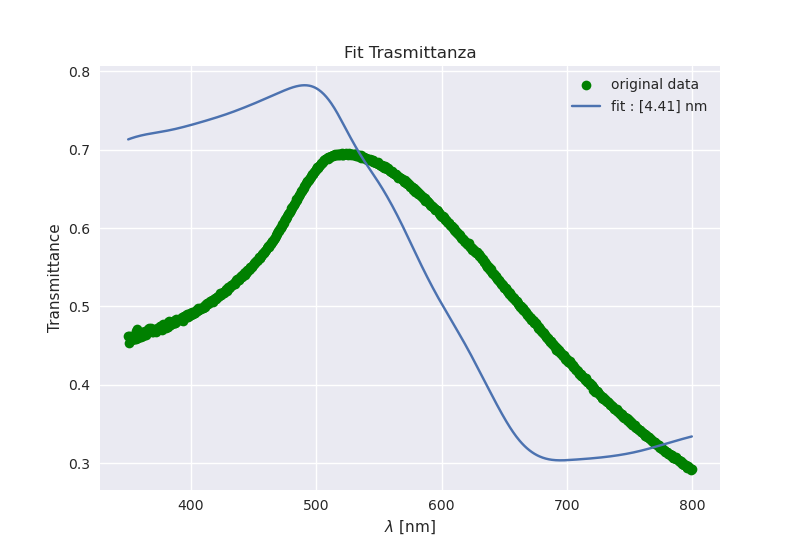 Fit Trasmittanza
original data
fit : [4.41] nm
Transmittance
0.8
0.7
0.6
0.5
0.4
0.3
400 500 600 700 800
λ [nm]